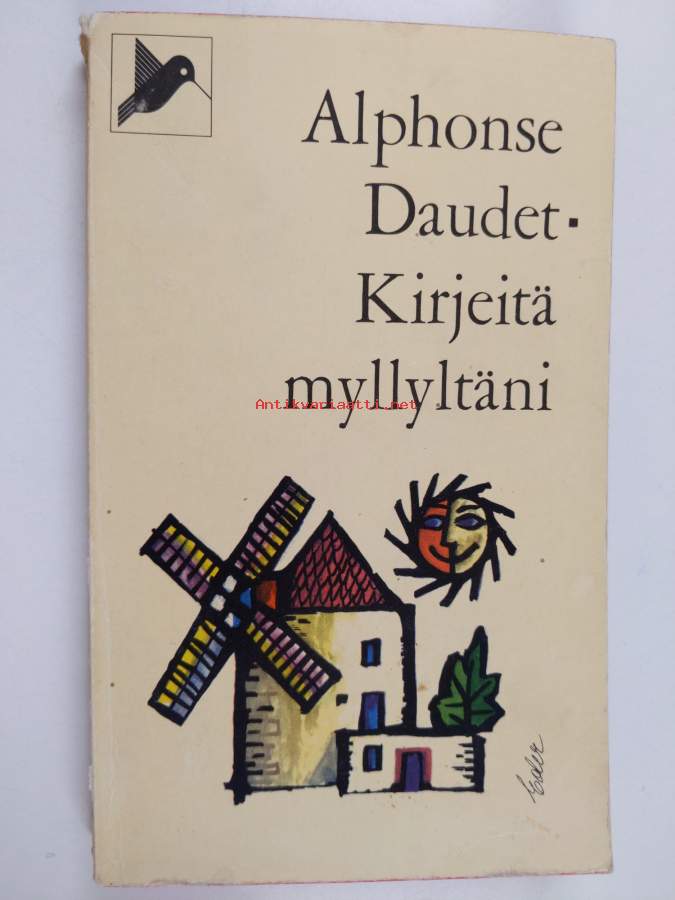 Alphonse
Daudet ·
Kirjeitä
myllyltäni
Antikvariaatti.net